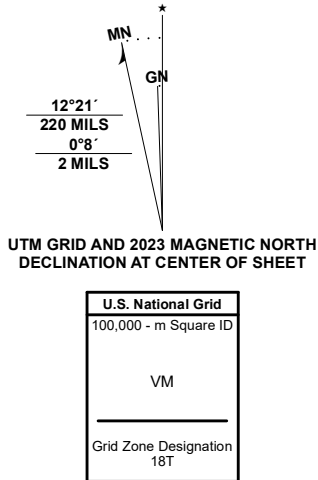 ★
MN
GN
12°21´
220 MILS
0°8´
2 MILS
UTM GRID AND 2023 MAGNETIC NORTH
DECLINATION AT CENTER OF SHEET
U.S. National Grid
100,000 - m Square ID
VM
Grid Zone Designation
18T